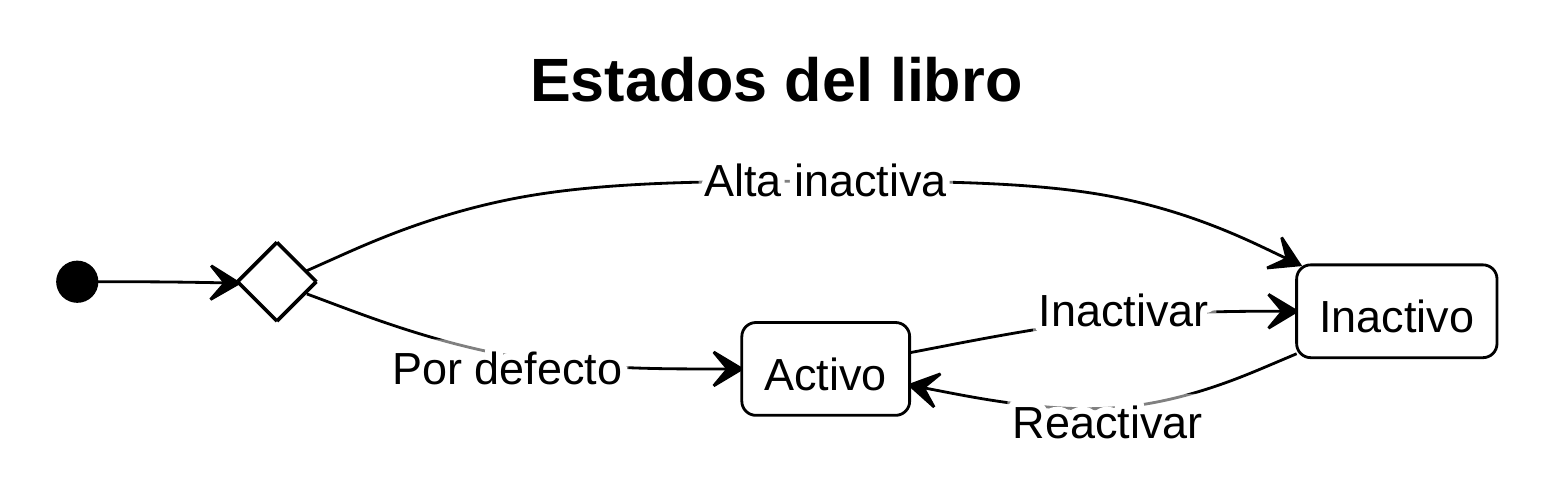 Estados del libro
Alta inactiva
Inactivar
Inactivo
Por defecto
Activo
Reactivar